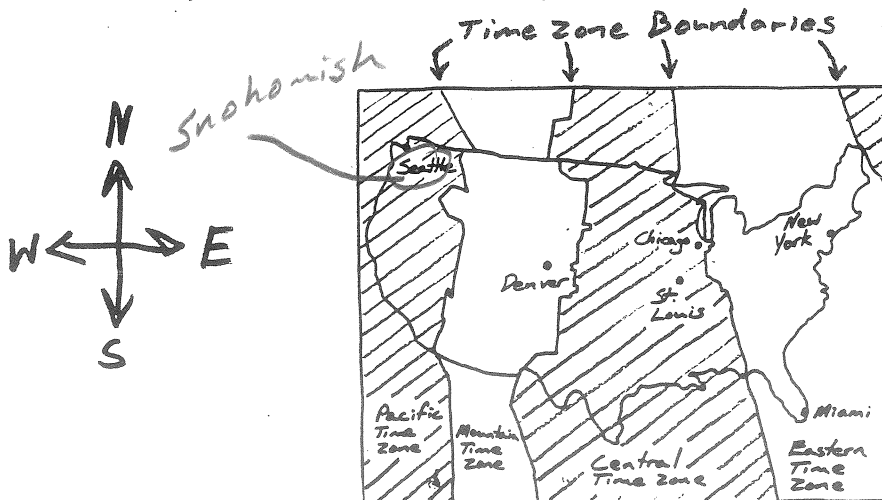 Time Zone Boundaries
Snohomish
N
W
E
S
Seattle
Chicago
New
York
Denver
St.
Louis
Miami
Pacific
Time
Zone
Mountain
Time
Zone
Central
Time Zone
Eastern
Time
Zone